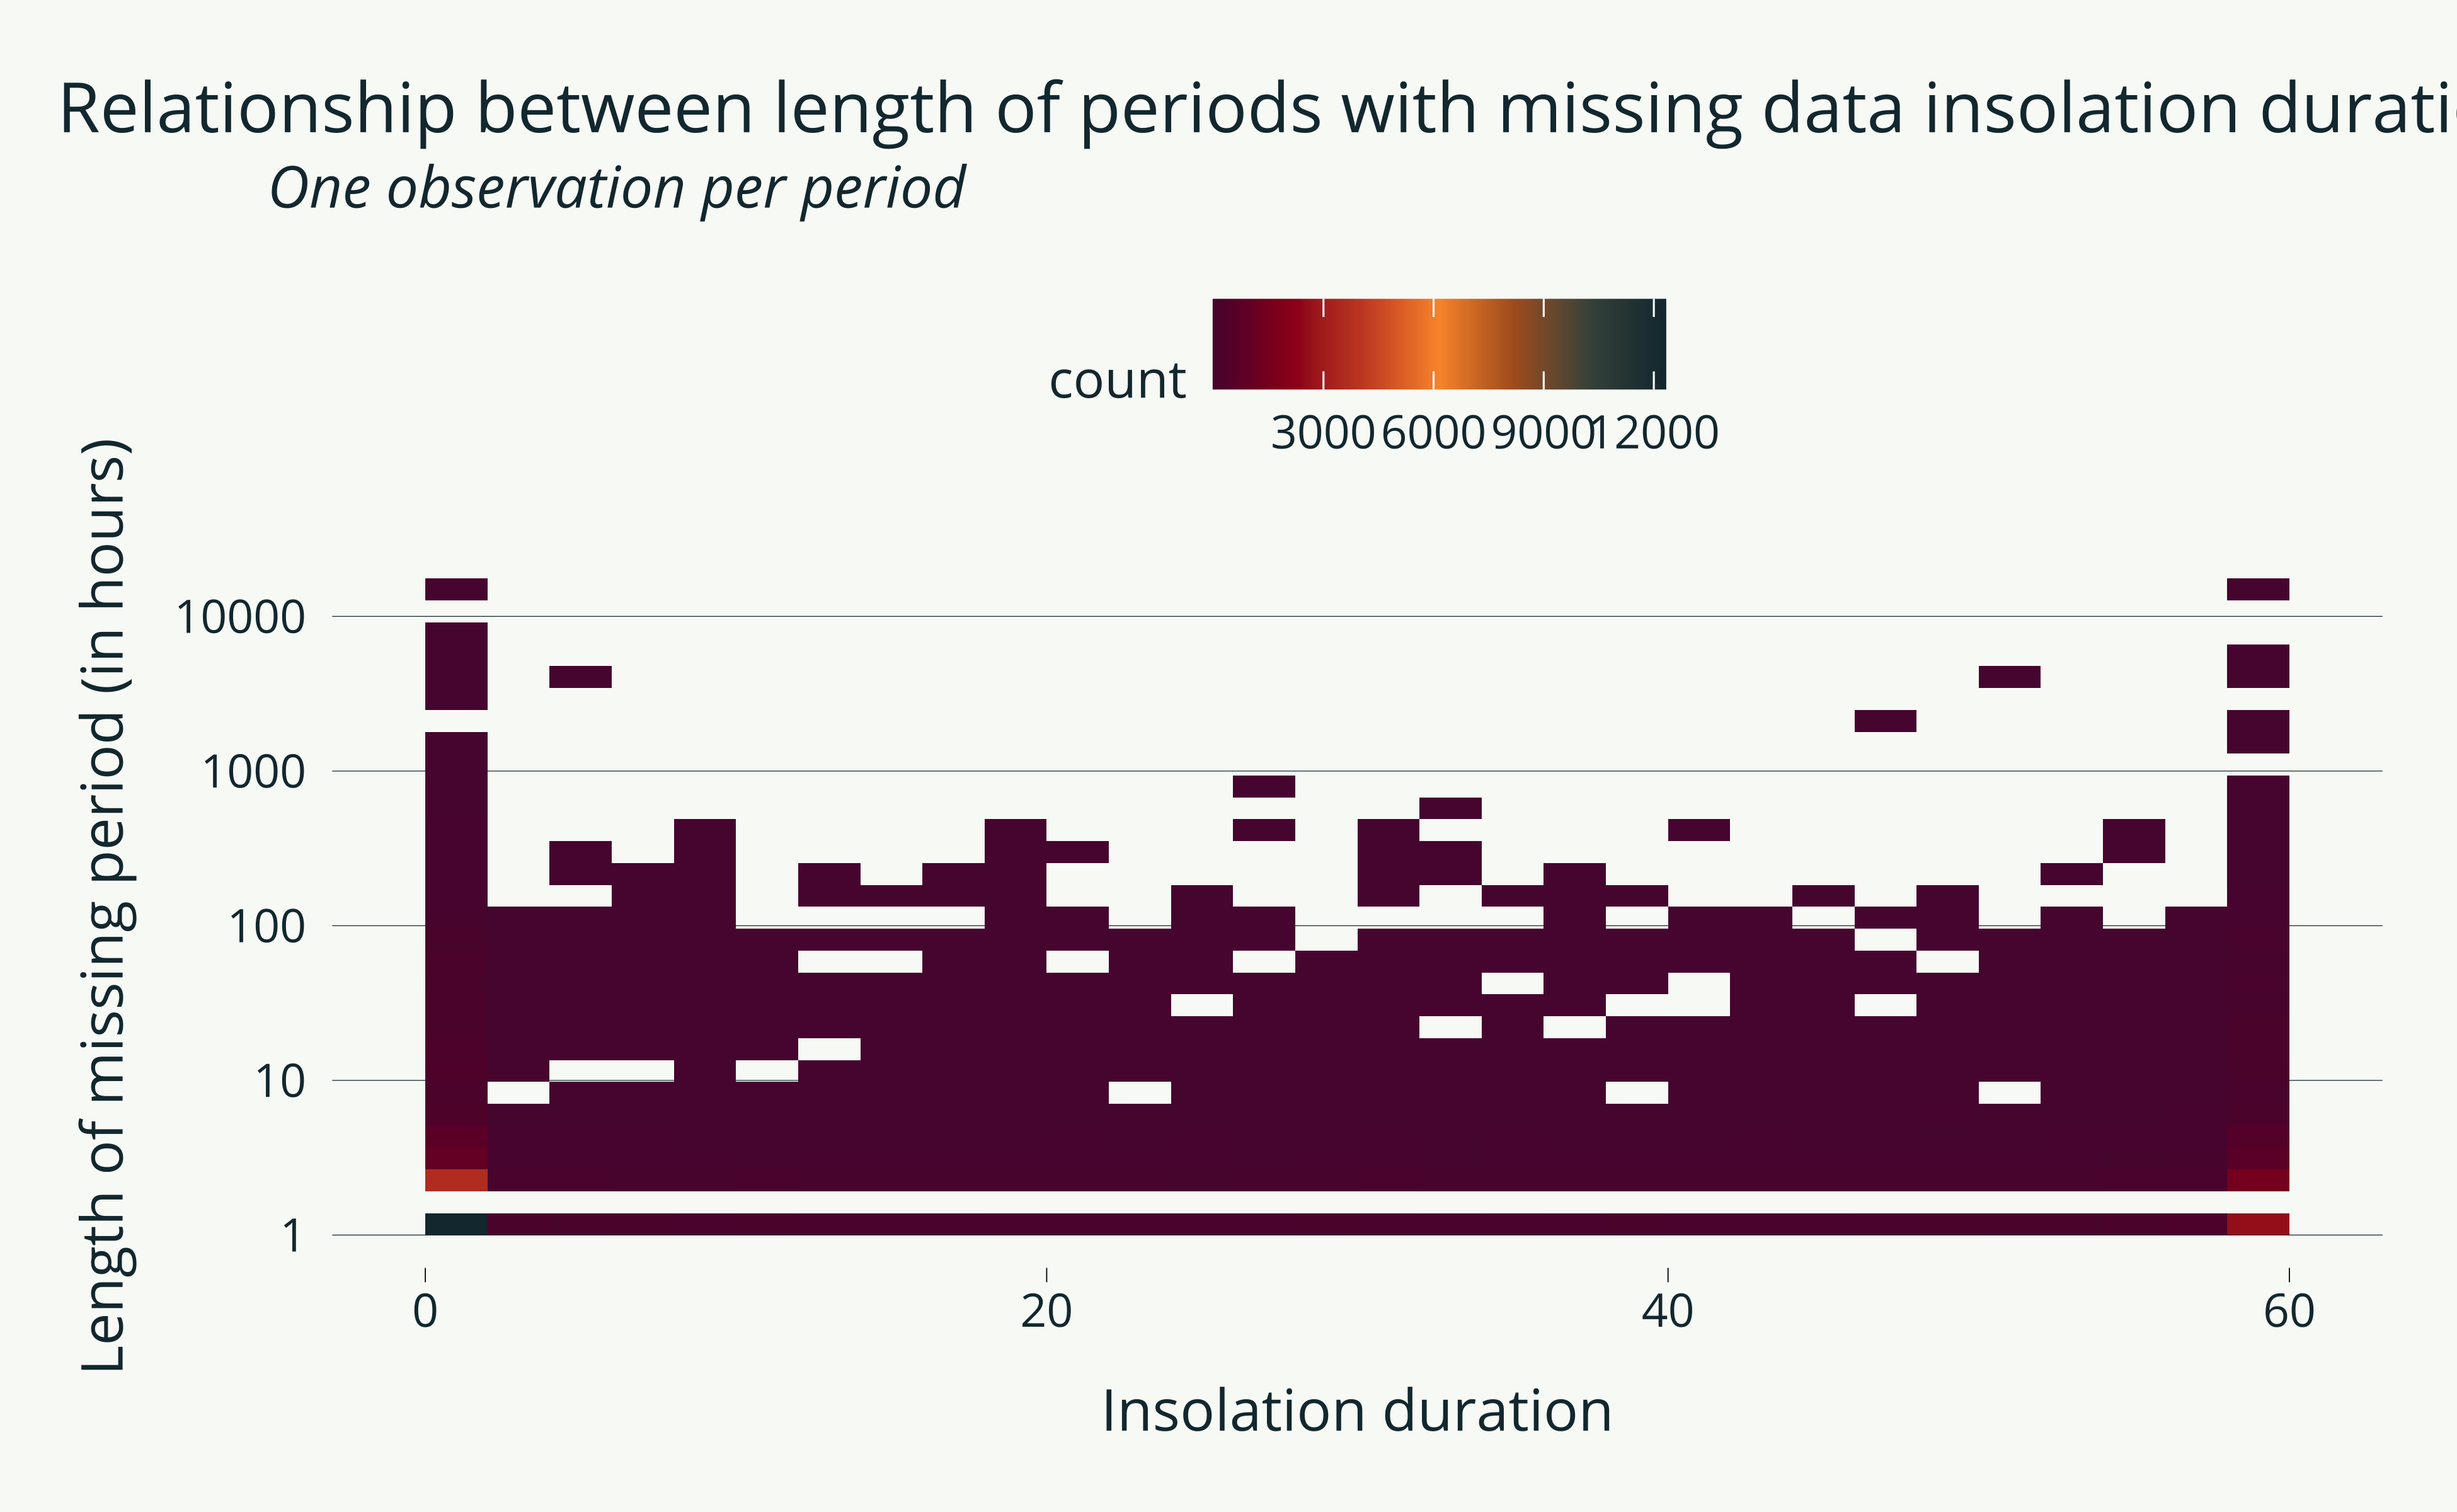 Relationship between length of periods with missing data insolation durati
One observation per period
count
3000 6000 9000 12000
Length of missing period (in hours)
10000
1000
100
10
1
0 20 40 60
Insolation duration